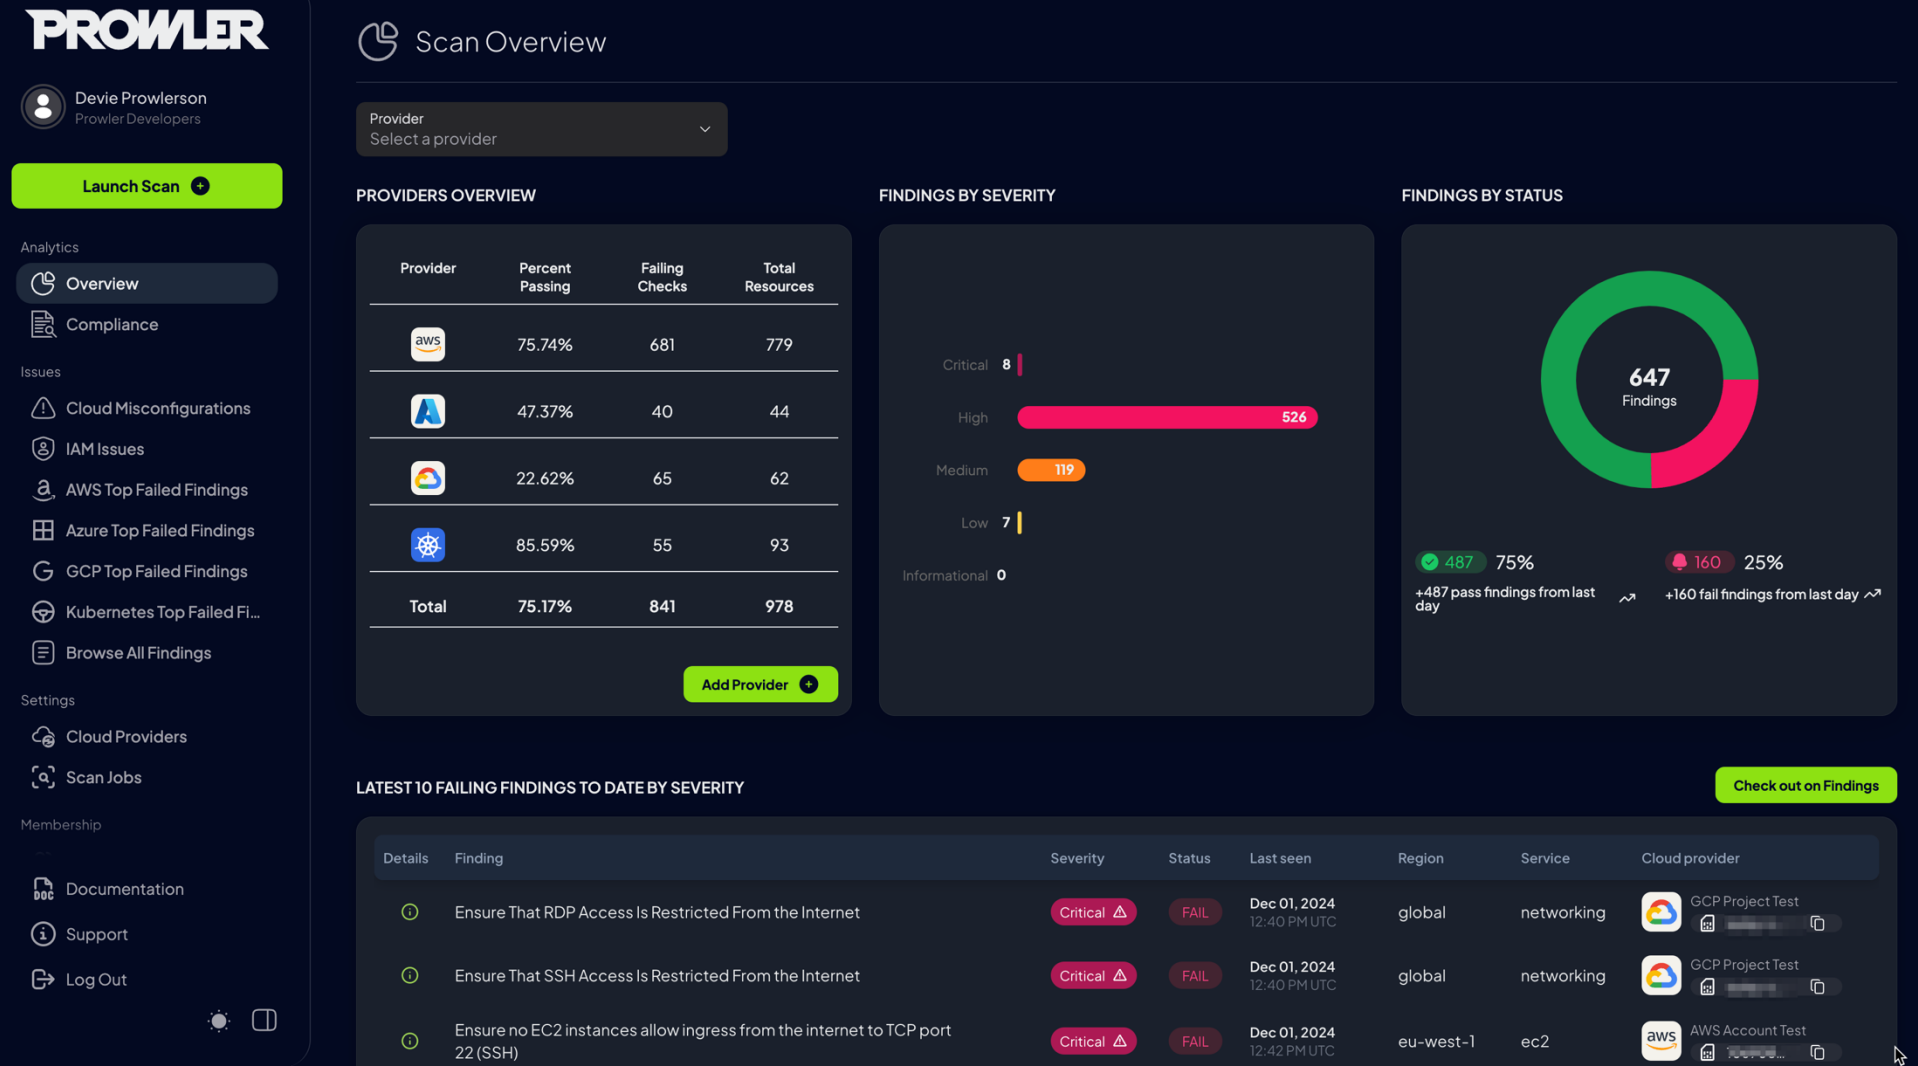 PROWLER
Devie Prowlerson
Prowler Developers
Launch Scan
Analytics
Overview
Compliance
Issues
Cloud Misconfigurations
IAM Issues
AWS Top Failed Findings
Azure Top Failed Findings
GCP Top Failed Findings
Kubernetes Top Failed Fi...
Browse All Findings
Settings
Cloud Providers
Scan Jobs
Membership
DOC Documentation
Support
Log Out
Scan Overview
Provider
Select a provider
PROVIDERS OVERVIEW
Provider Percent Passing Failing Checks Total Resources
aws 75.74% 681 779
47.37% 40 44
22.62% 65 62
85.59% 55 93
Total 75.17% 841 978
Add Provider
FINDINGS BY SEVERITY
Critical 8
High 526
Medium 119
Low 7
Informational 0
FINDINGS BY STATUS
647
Findings
487 75%
+487 pass findings from last
day
160 25%
+160 fail findings from last day
LATEST 10 FAILING FINDINGS TO DATE BY SEVERITY
Check out on Findings
Details Finding Severity Status Last seen Region Service Cloud provider
Ensure That RDP Access Is Restricted From the Internet Critical FAIL Dec 01, 2024 12:40 PM UTC global networking GCP Project Test
Ensure That SSH Access Is Restricted From the Internet Critical FAIL Dec 01, 2024 12:40 PM UTC global networking GCP Project Test
Ensure no EC2 instances allow ingress from the internet to TCP port
22 (SSH) Critical FAIL Dec 01, 2024 12:42 PM UTC eu-west-1 ec2 aws AWS Account Test